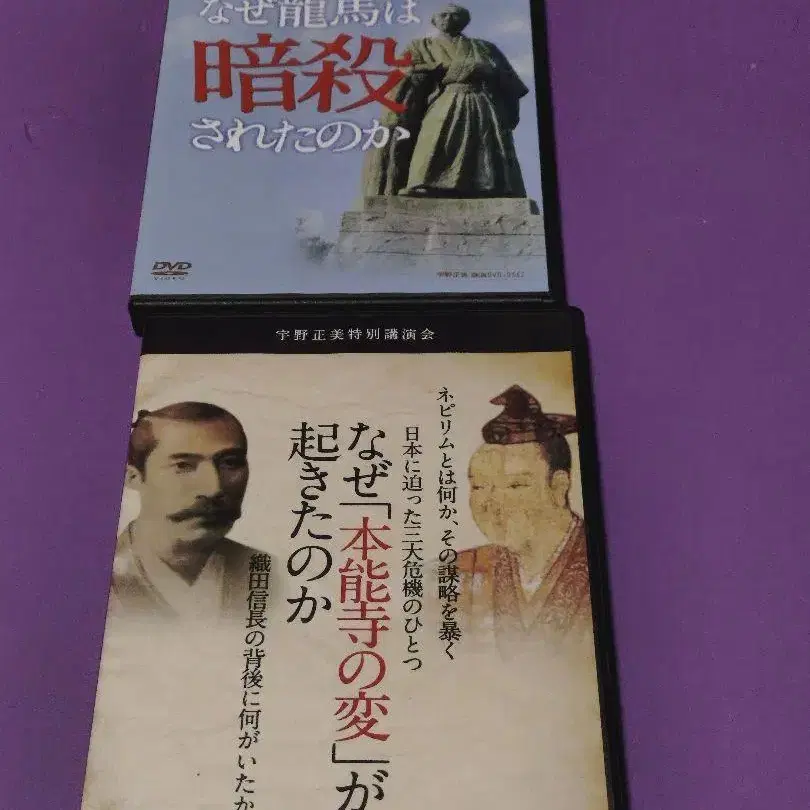 なぜ龍馬は
暗殺
されたのか
DVD
VIDEO
宇野正美特別講演会
ネピリムとは何か、その謀略を暴く
日本に迫った三大危機のひとつ
なぜ「本能寺の変」が
起きたのか
織田信長の背後に何がいたか